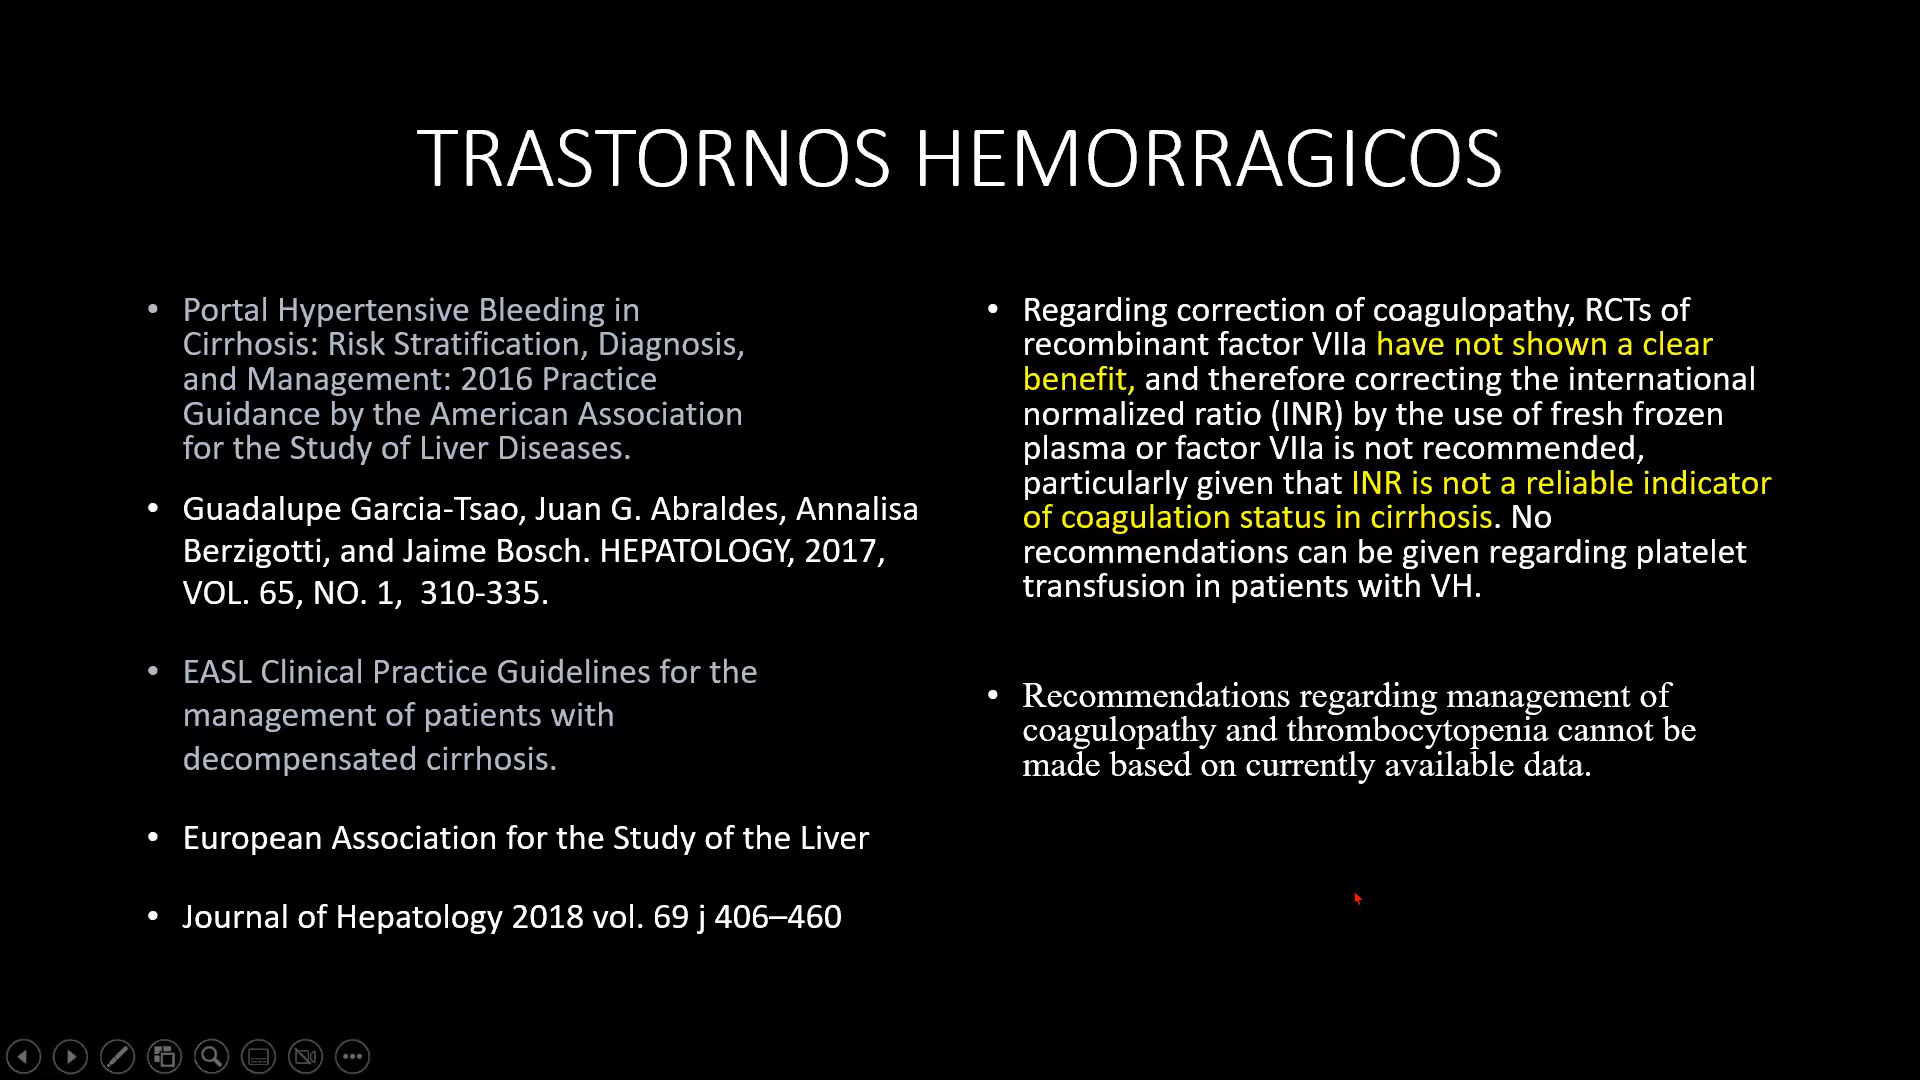 TRASTORNOS HEMORRAGICOS
• Portal Hypertensive Bleeding in
Cirrhosis: Risk Stratification, Diagnosis,
and Management: 2016 Practice
Guidance by the American Association
for the Study of Liver Diseases.
• Guadalupe Garcia-Tsao, Juan G. Abraldes, Annalisa
Berzigotti, and Jaime Bosch. HEPATOLOGY, 2017,
VOL. 65, NO. 1,  310-335.
• EASL Clinical Practice Guidelines for the
management of patients with
decompensated cirrhosis.
• European Association for the Study of the Liver
• Journal of Hepatology 2018 vol. 69 j 406–460
• Regarding correction of coagulopathy, RCTs of
recombinant factor VIIa have not shown a clear
benefit, and therefore correcting the international
normalized ratio (INR) by the use of fresh frozen
plasma or factor VIIa is not recommended,
particularly given that INR is not a reliable indicator
of coagulation status in cirrhosis. No
recommendations can be given regarding platelet
transfusion in patients with VH.
• Recommendations regarding management of
coagulopathy and thrombocytopenia cannot be
made based on currently available data.